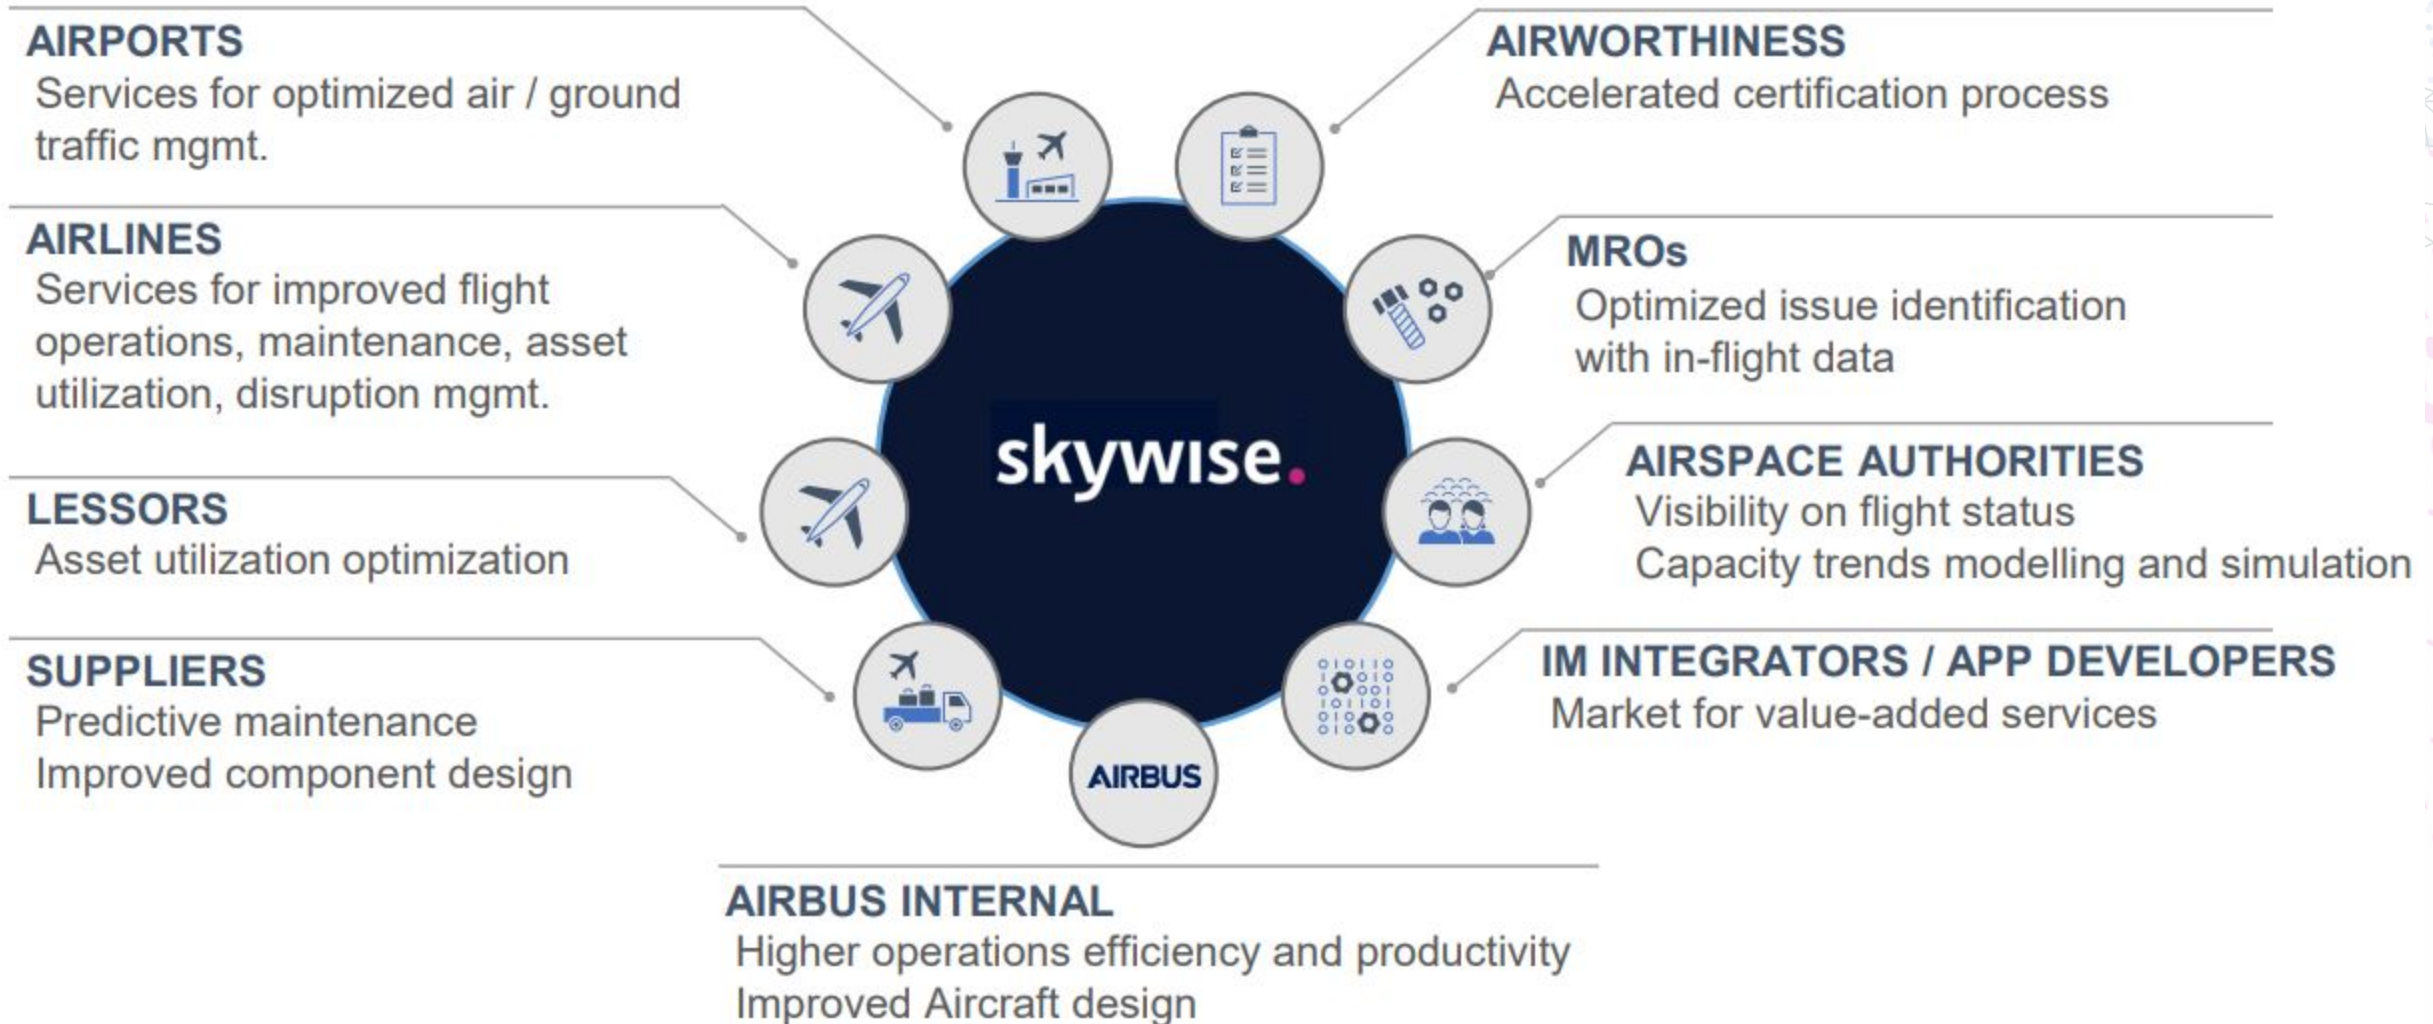 AIRPORTS
Services for optimized air / ground
traffic mgmt.
AIRLINES
Services for improved flight
operations, maintenance, asset
utilization, disruption mgmt.
LESSORS
Asset utilization optimization
SUPPLIERS
Predictive maintenance
Improved component design
skywise.
AIRBUS
AIRWORTHINESS
Accelerated certification process
MROs
Optimized issue identification
with in-flight data
AIRSPACE AUTHORITIES
Visibility on flight status
Capacity trends modelling and simulation
IM INTEGRATORS / APP DEVELOPERS
Market for value-added services
AIRBUS INTERNAL
Higher operations efficiency and productivity
Improved Aircraft design